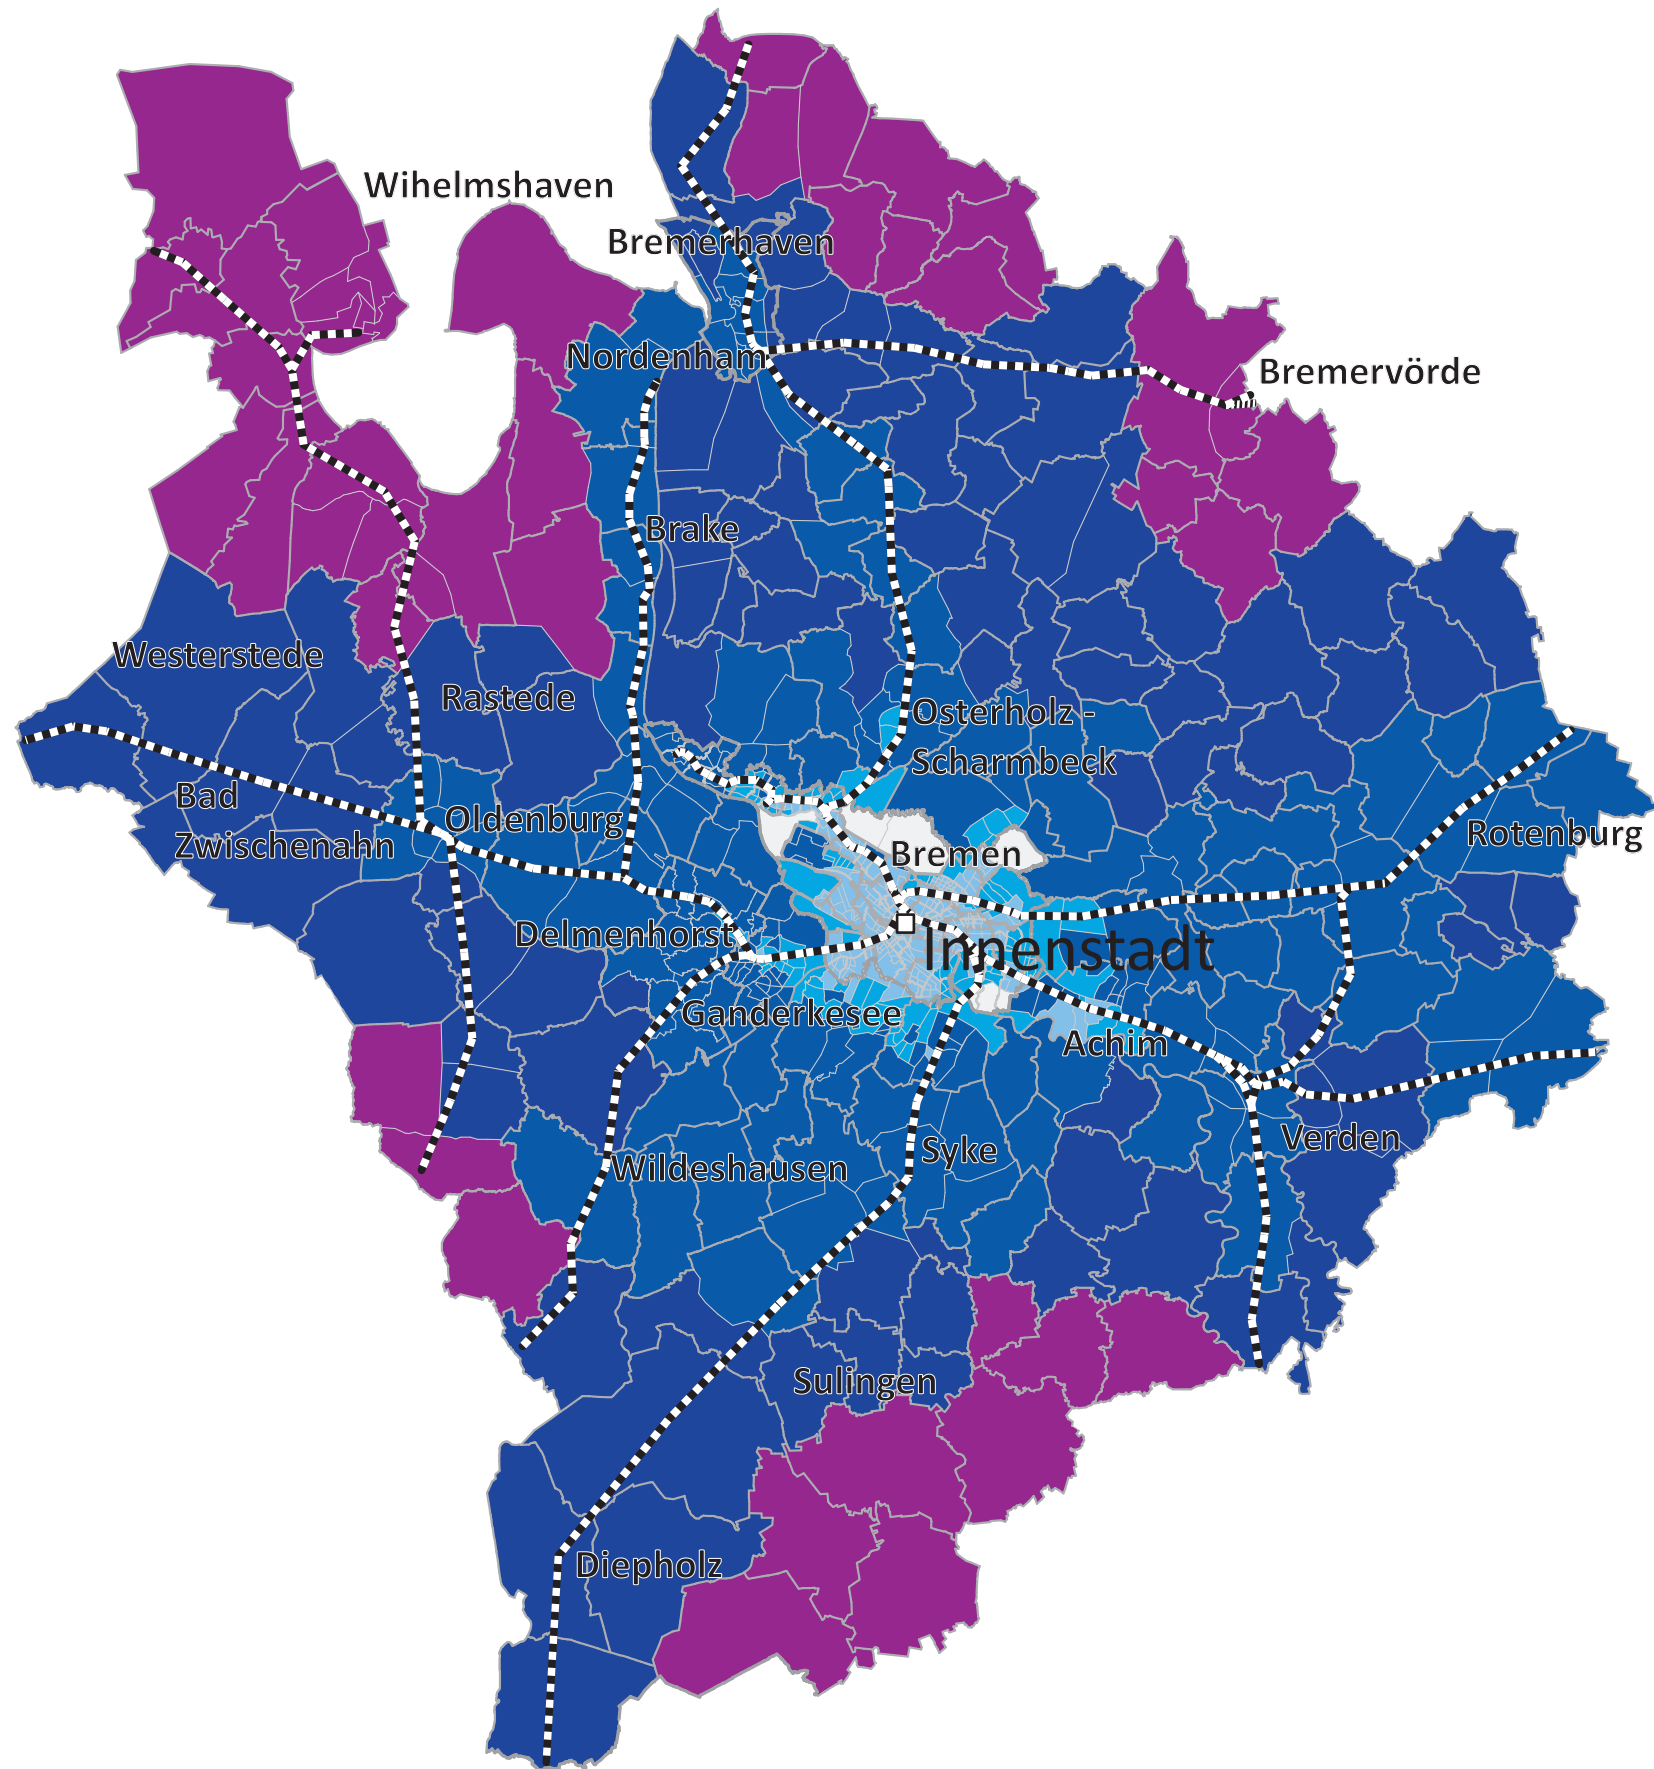 Wihelmshaven
Bremerhaven
Nordenham
Bremervörde
Brake
Westerstede
Rastede
Osterholz -
Scharmbeck
Bad
Zwischenahn
Oldenburg
Rotenburg
Bremen
Delmenhorst
Innenstadt
Ganderkesee
Achim
Verden
Syke
Wildeshausen
Sulingen
Diepholz